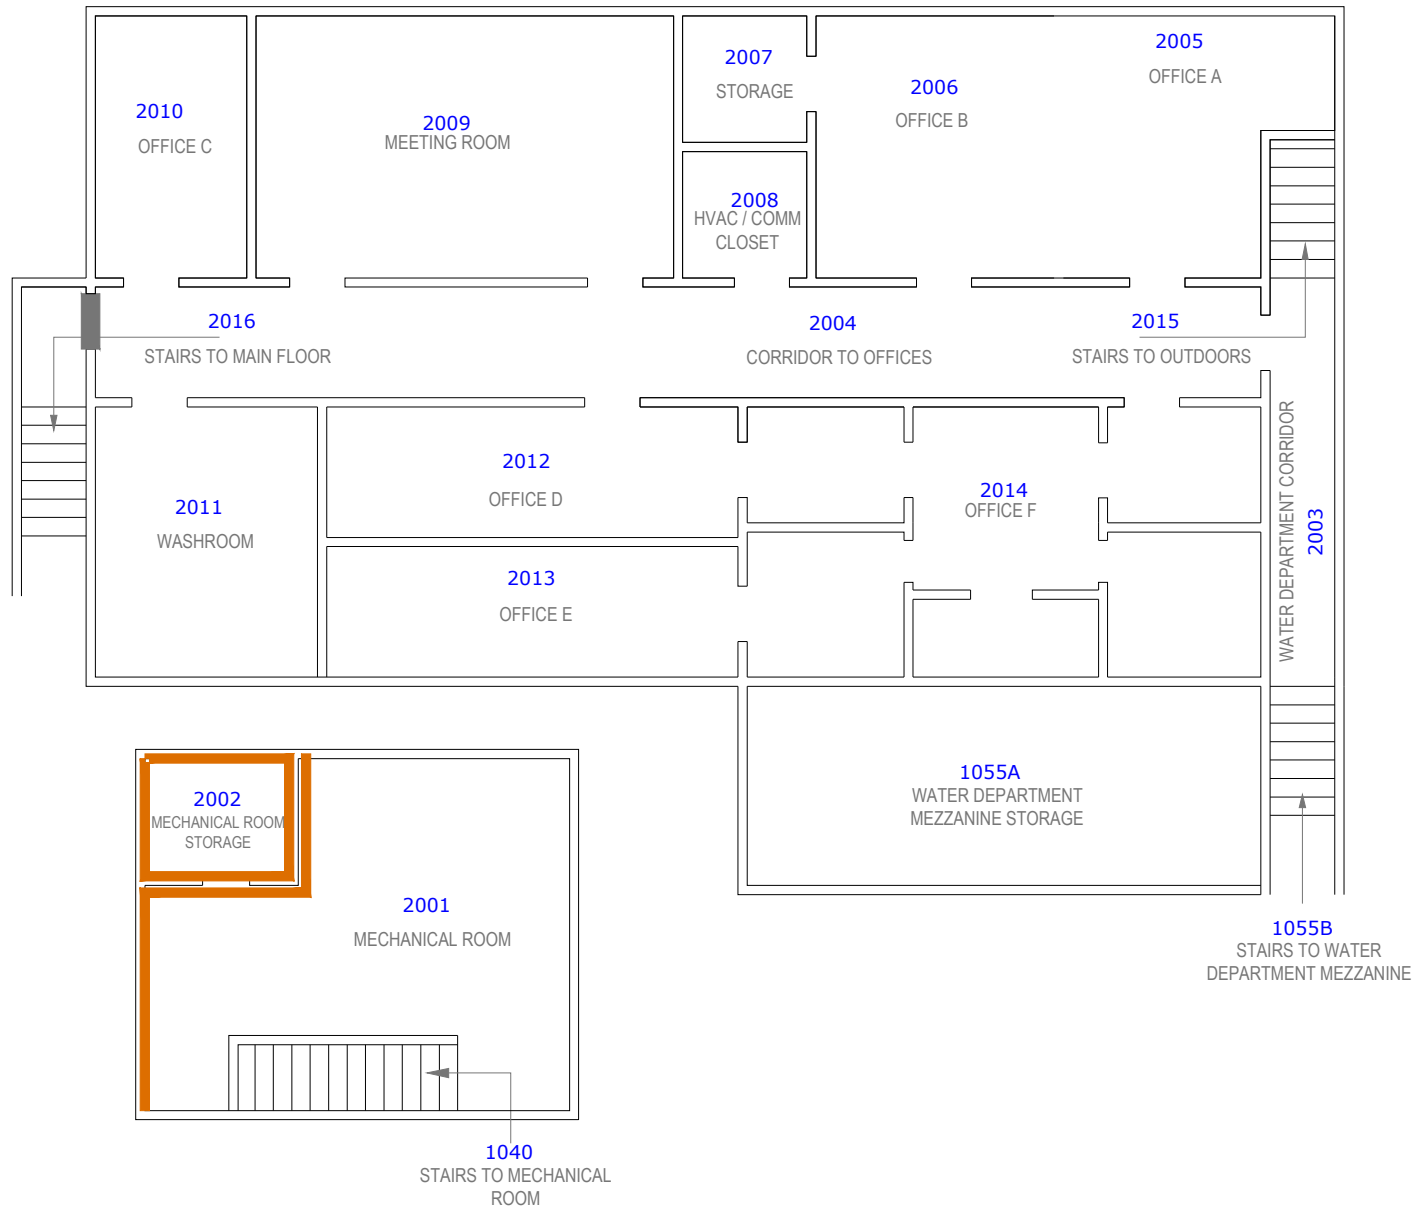 2005
OFFICE A
2007
STORAGE
2006
OFFICE B
2010
OFFICE C
2009
MEETING ROOM
2008
HVAC / COMM
CLOSET
2016
STAIRS TO MAIN FLOOR
2004
CORRIDOR TO OFFICES
2015
STAIRS TO OUTDOORS
2012
OFFICE D
2011
WASHROOM
2014
OFFICE F
WATER DEPARTMENT CORRIDOR
2003
2013
OFFICE E
1055A
WATER DEPARTMENT
MEZZANINE STORAGE
2002
MECHANICAL ROOM
STORAGE
2001
MECHANICAL ROOM
1055B
STAIRS TO WATER
DEPARTMENT MEZZANINE
1040
STAIRS TO MECHANICAL
ROOM